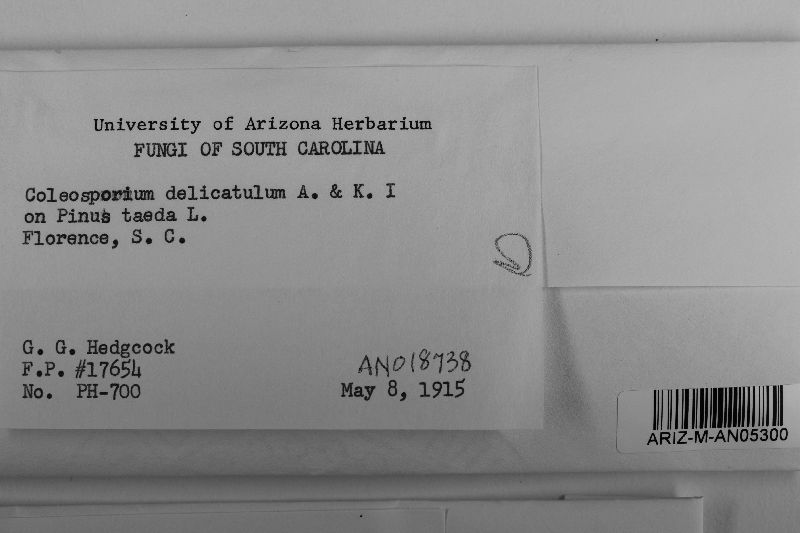 University of Arizona Herbarium
FUNGI OF SOUTH CAROLINA
Coleosporium delicatulum A. & K. I
on Pinus taeda L.
Florence, S. C.
G. G. Hedgcock
F.P. #17654
No. PH-700
AN018738
May 8, 1915
ARIZ-M-AN05300